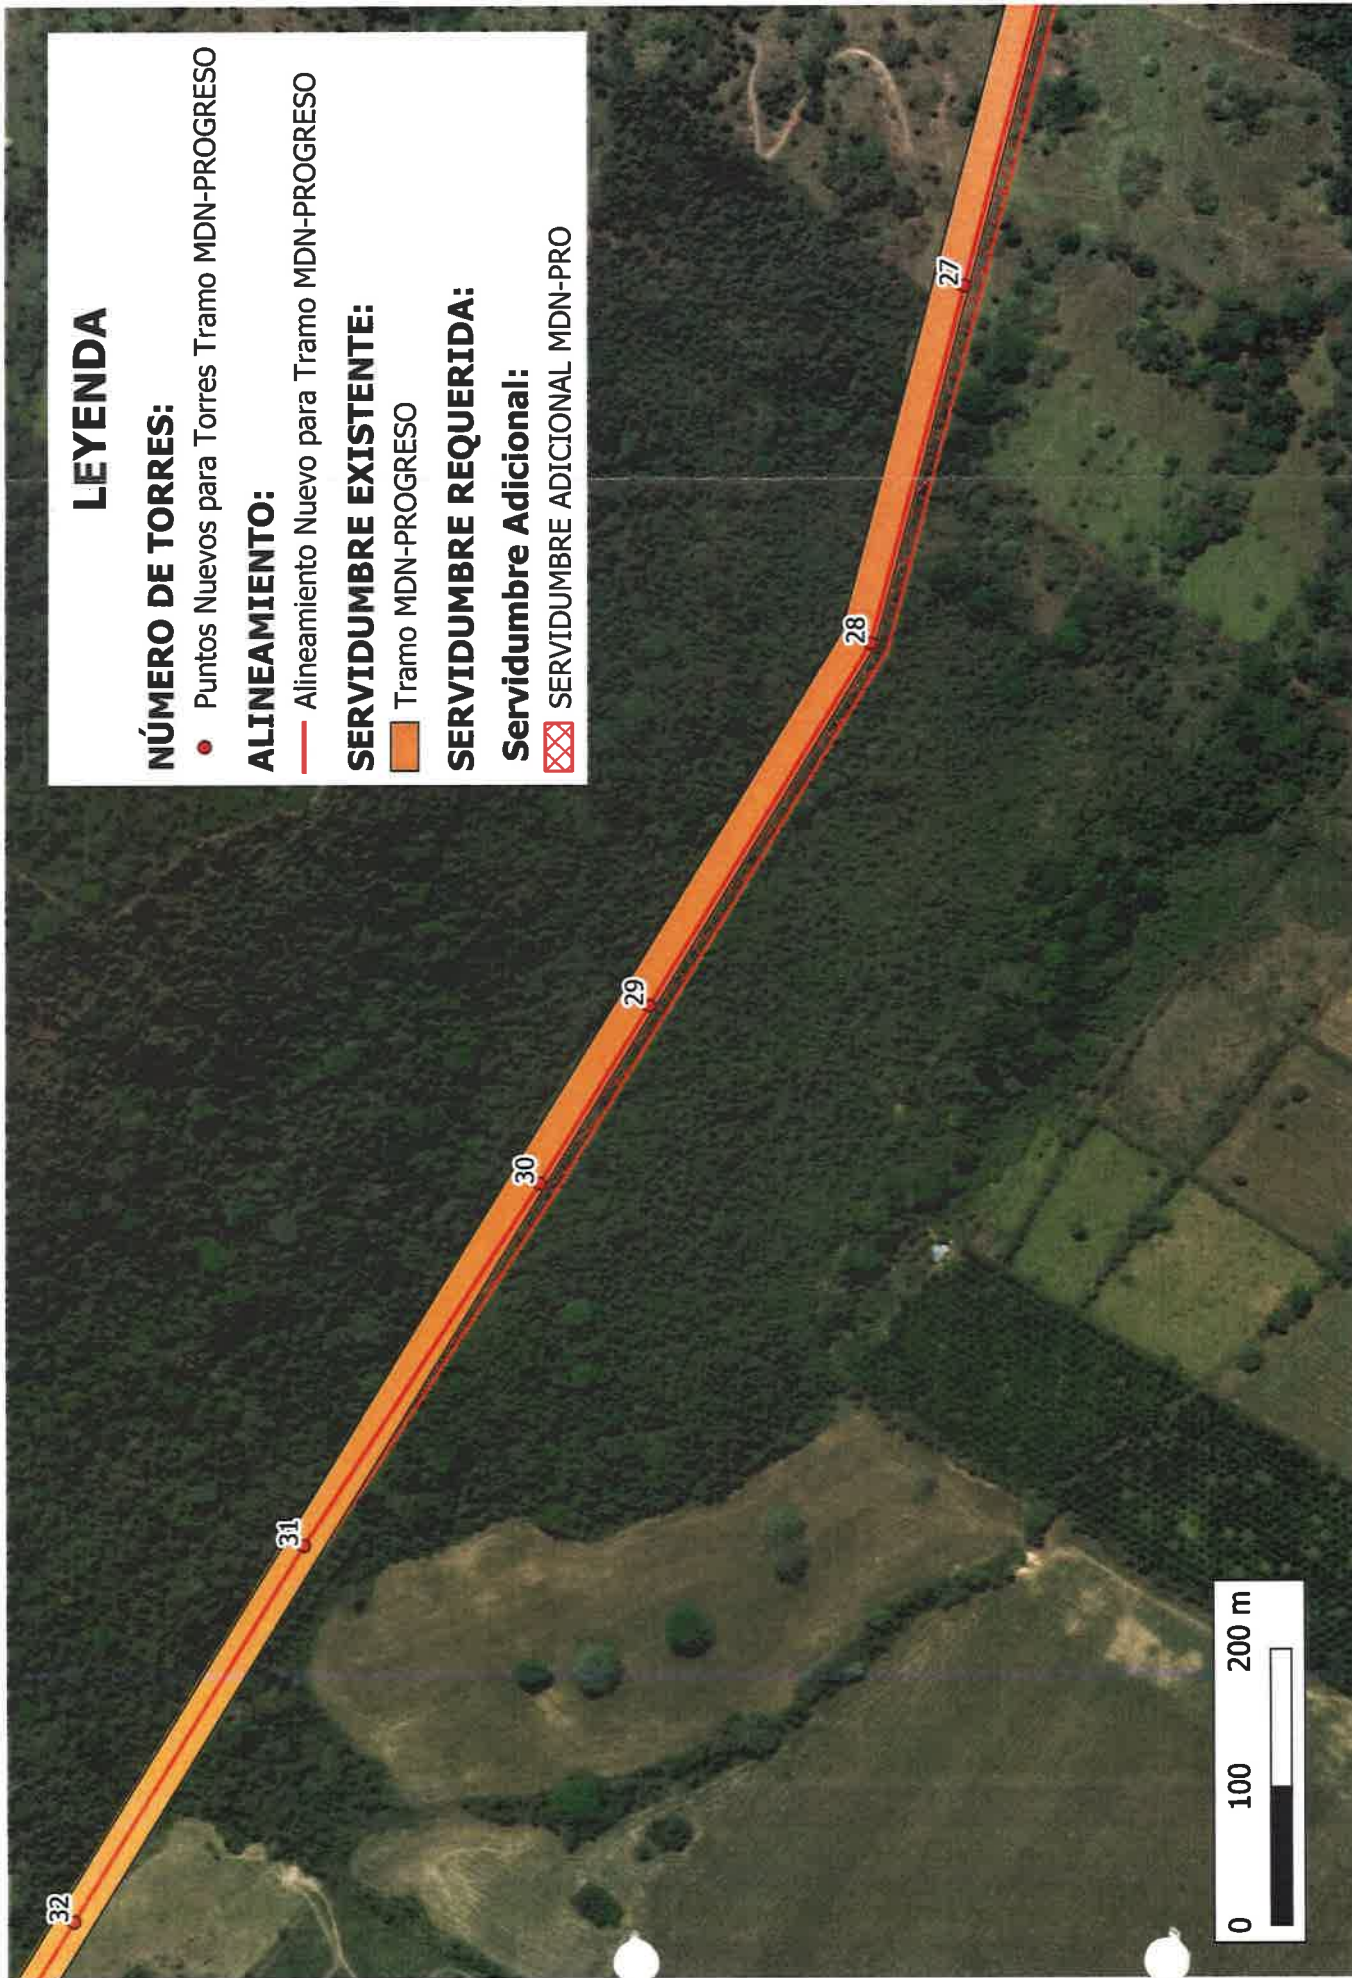 LEYENDA
NÚMERO DE TORRES:
Puntos Nuevos para Torres Tramo MDN-PROGRESO
ALINEAMIENTO:
Alineamiento Nuevo para Tramo MDN-PROGRESO
SERVIDUMBRE EXISTENTE:
Tramo MDN-PROGRESO
SERVIDUMBRE REQUERIDA:
Servidumbre Adicional:
SERVIDUMBRE ADICIONAL MDN-PRO
32
31
30
29
28
27
0 100 200 m